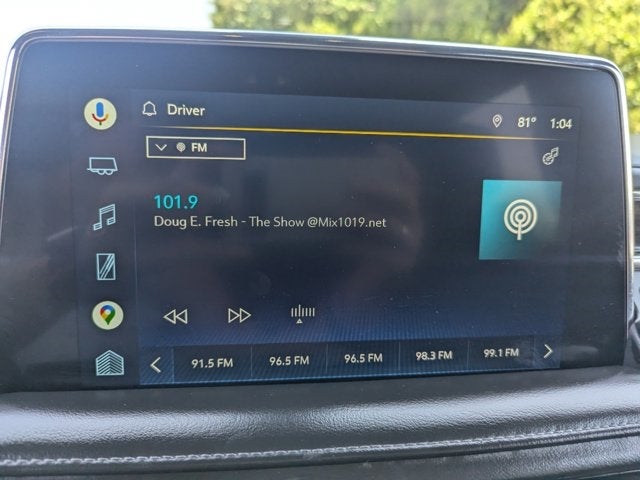 Driver
81° 1:04
FM
101.9
Doug E. Fresh - The Show @Mix1019.net
91.5 FM 96.5 FM 96.5 FM 98.3 FM 99.1 FM